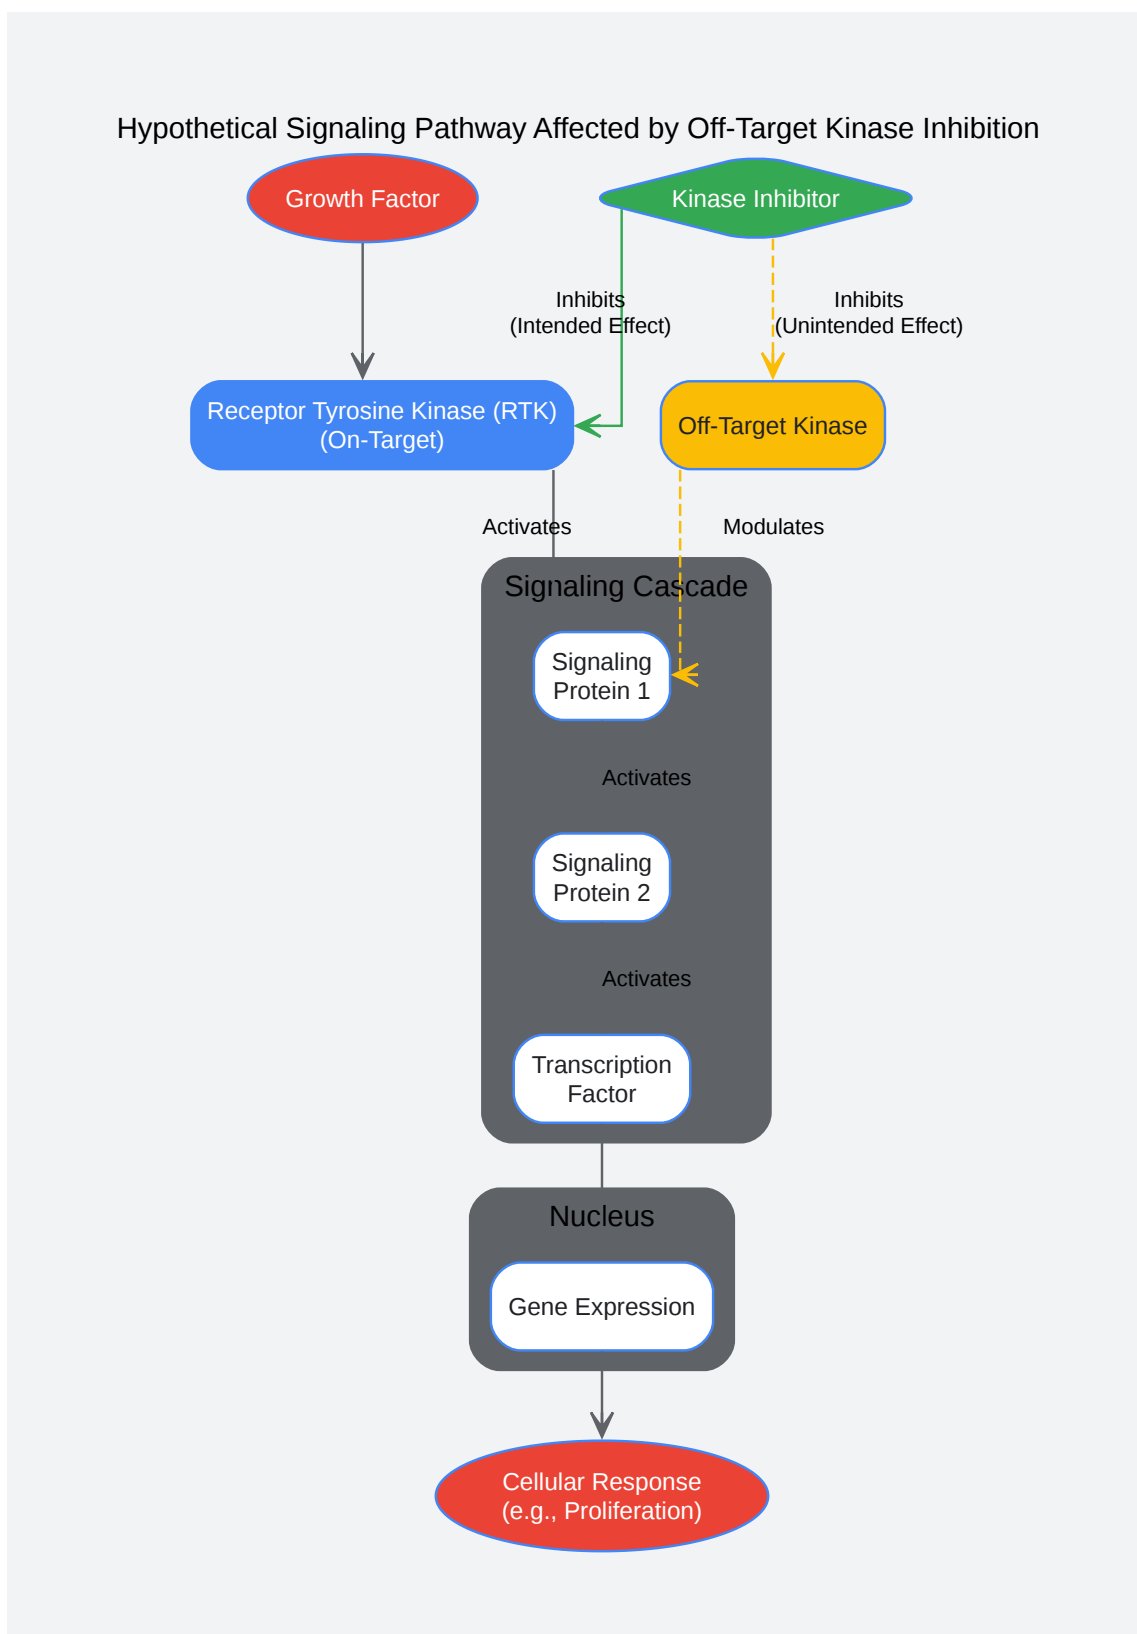 Hypothetical Signaling Pathway Affected by Off-Target Kinase Inhibition
Growth Factor
Kinase Inhibitor
Inhibits
(Intended Effect)
Inhibits
(Unintended Effect)
Receptor Tyrosine Kinase (RTK)
(On-Target)
Off-Target Kinase
Activates
Modulates
Signaling Cascade
Signaling
Protein 1
Activates
Signaling
Protein 2
Activates
Transcription
Factor
Nucleus
Gene Expression
Cellular Response
(e.g., Proliferation)